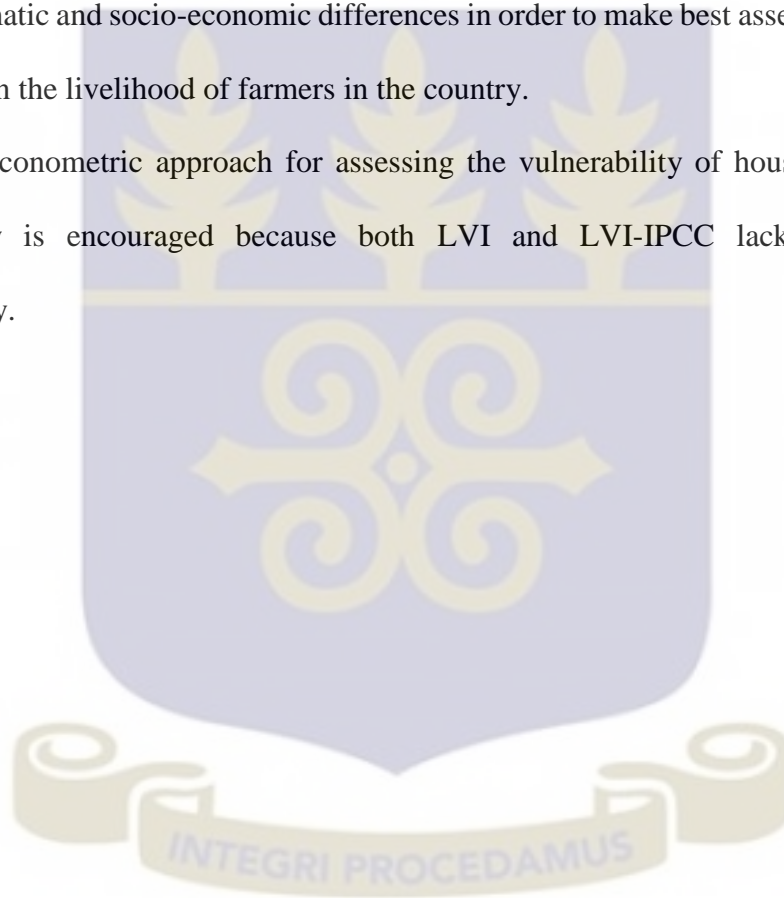 matic and socio-economic differences in order to make best asse
n the livelihood of farmers in the country.
conometric approach for assessing the vulnerability of hous
is encouraged because both LVI and LVI-IPCC lack
y.
INTEGRI PROCEDAMUS